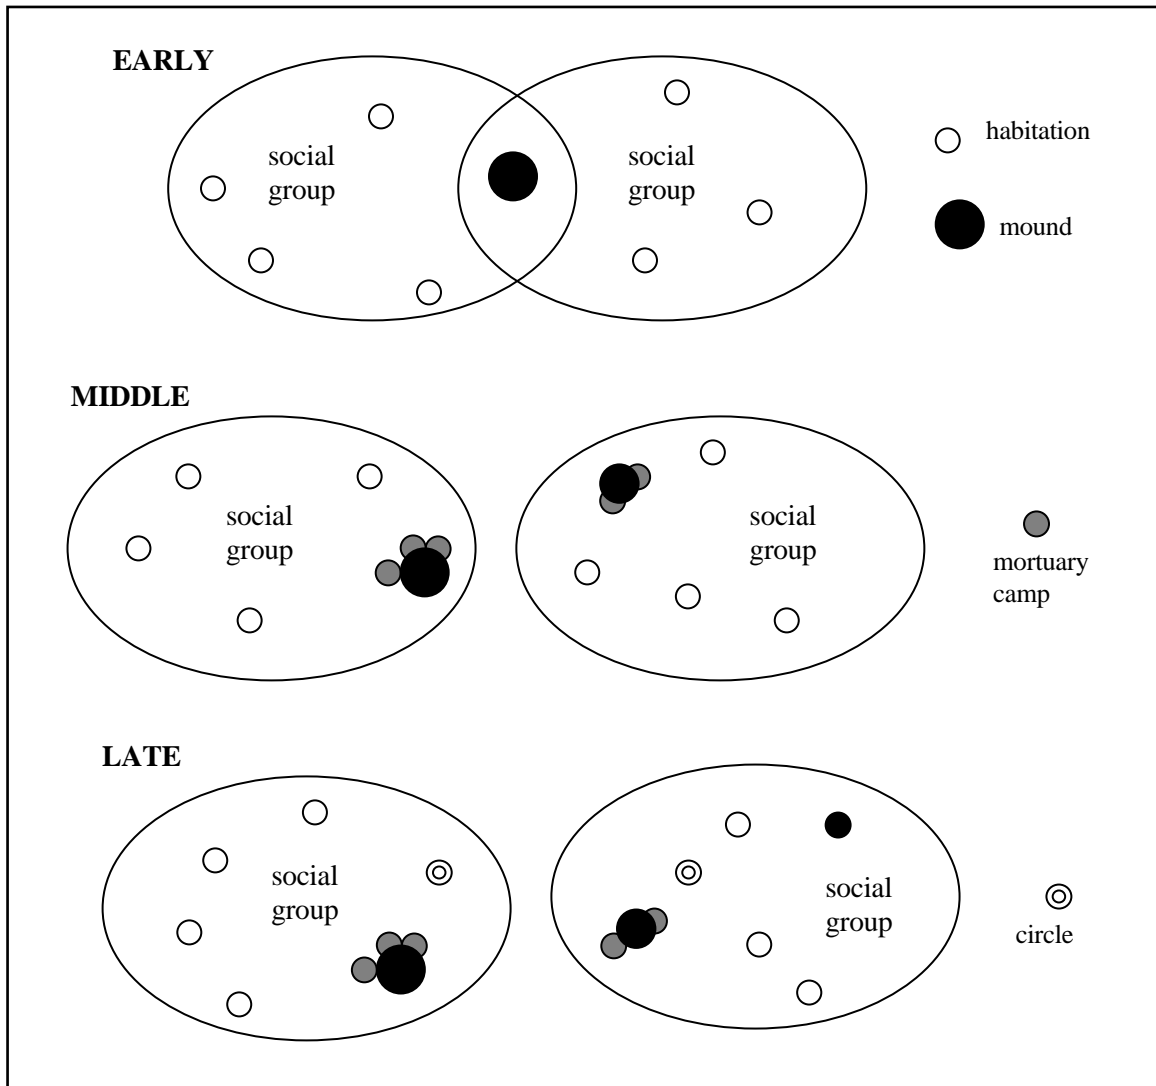 EARLY
social
group
social
group
habitation
mound
MIDDLE
social
group
social
group
mortuary
camp
LATE
social
group
social
group
circle